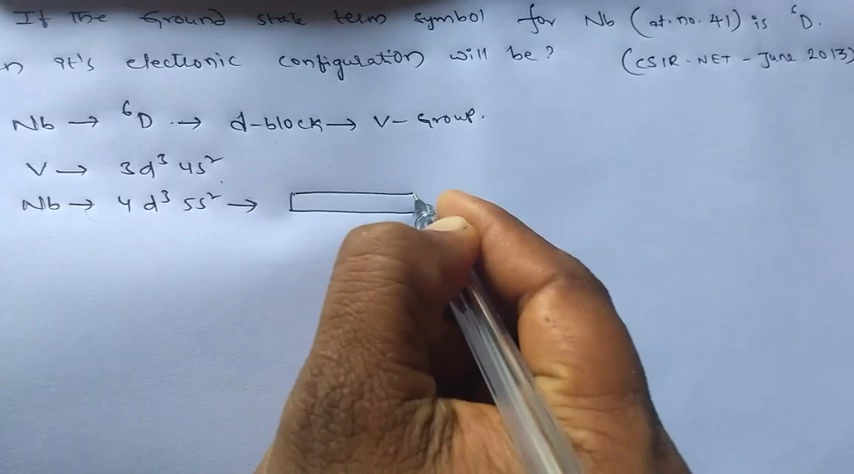 If The Ground state term symbol for Nb (at.no. 41) is ⁶D.
n it's electronic configuration will be? (CSIR-NET-June 2013)
Nb → ⁶D → d-block → V-Group.
V → 3d³ 4s²
Nb → 4d³ 5s² →